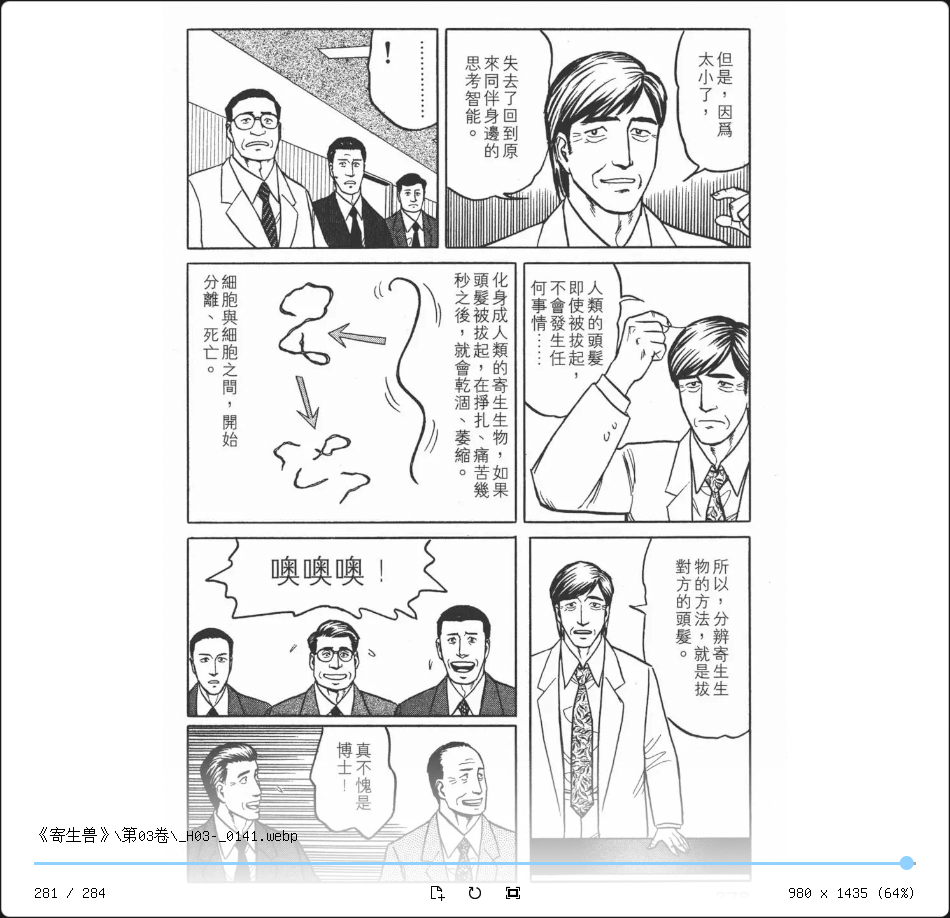 但是，因爲
太小了，
失去了回到原
來同伴身邊的
思考智能。
…………
！
人類的頭髮
即使被拔起，
不會發生任
何事情……
化身成人類的寄生生物，如果
頭髮被拔起，在掙扎、痛苦幾
秒之後，就會乾涸、萎縮。
細胞與細胞之間，開始
分離、死亡。
所以，分辨寄生生
物的方法，就是拔
對方的頭髮。
噢噢噢！
真不愧是
博士！
《寄生兽》\第03卷\_H03-_0141.webp
281 / 284
980 x 1435 (64%)